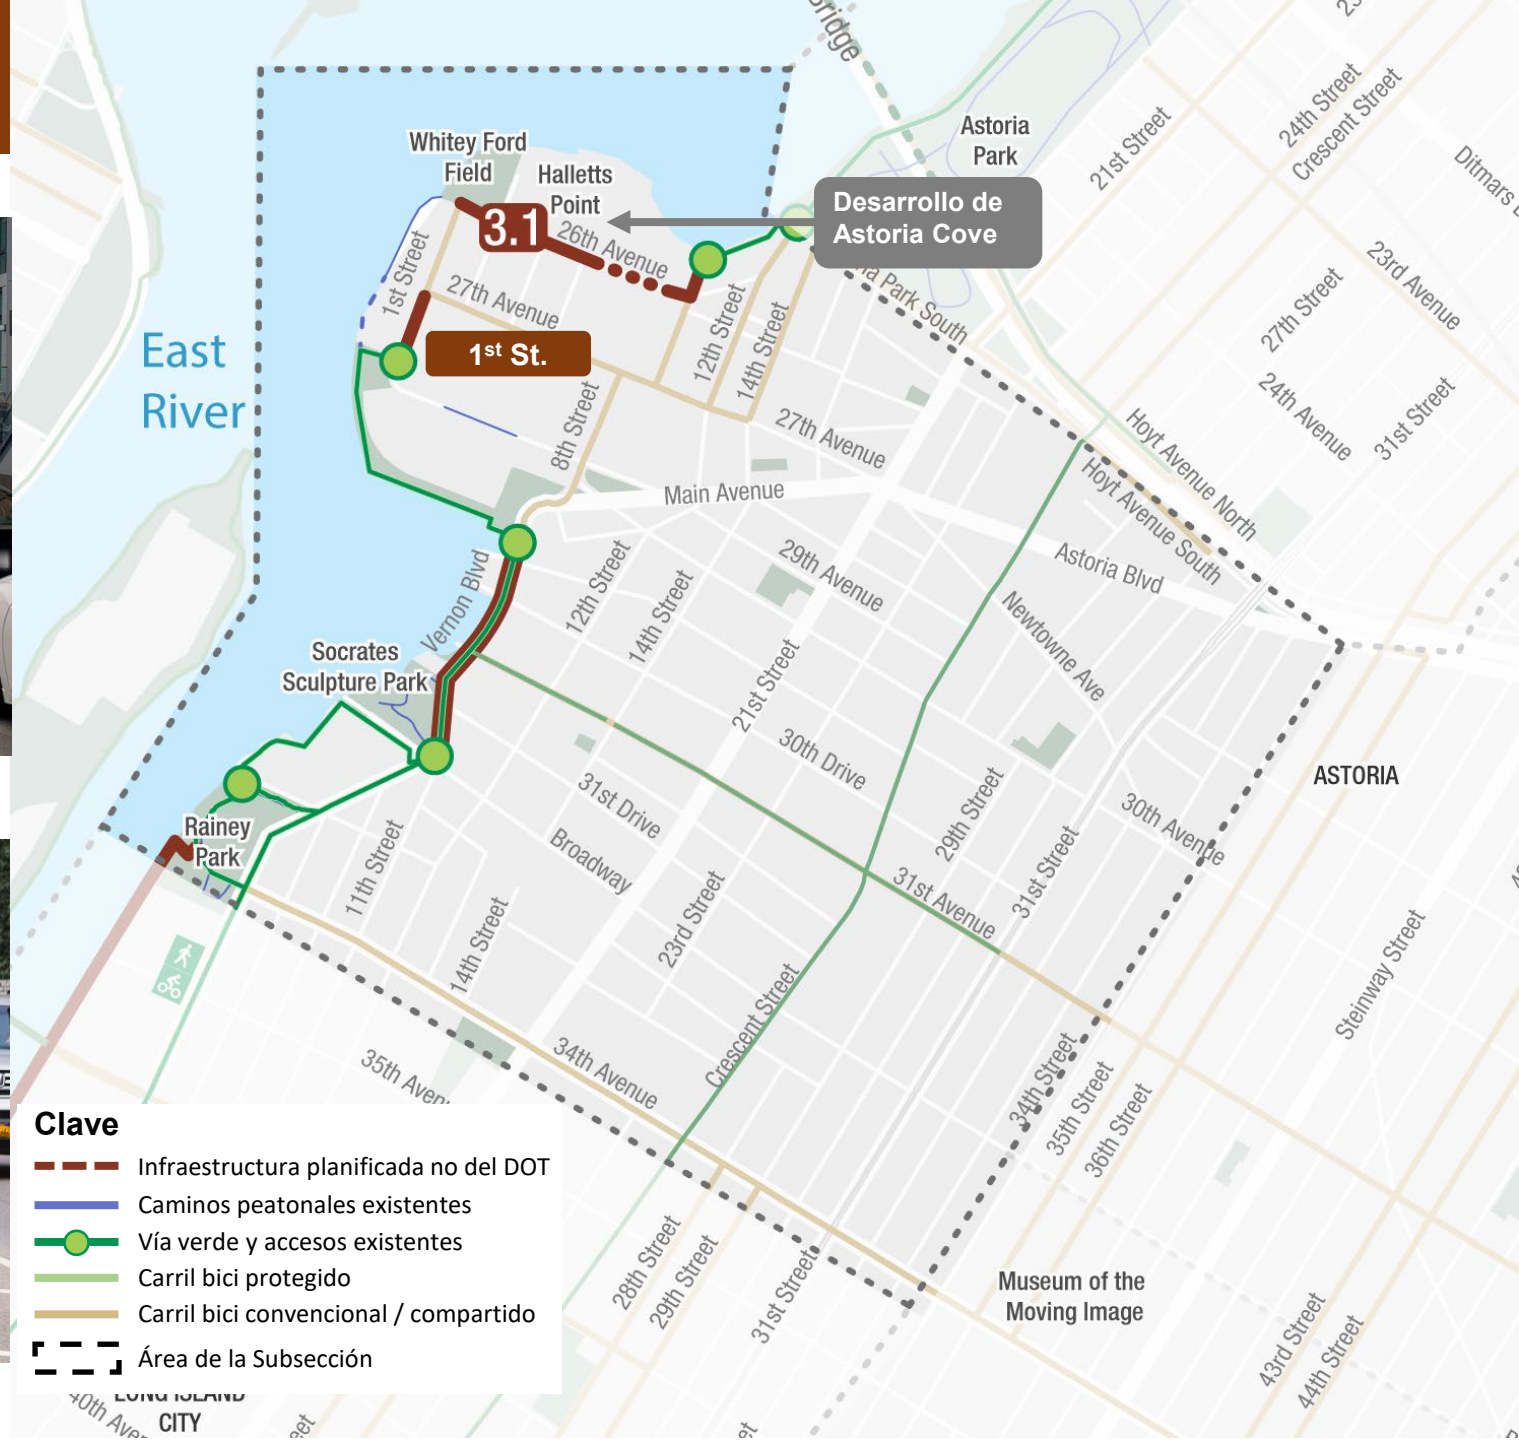 Bridge
Whitey Ford
Field
Halletts
Point
Astoria
Park
21st Street
24th Street
Crescent Street
Ditmars
Desarrollo de
Astoria Cove
3.1
26th Avenue
1st Street
27th Avenue
1st St.
12th Street
14th Street
Park South
23rd Avenue
27th Street
24th Avenue
31st Street
East
River
8th Street
27th Avenue
Hoyt Avenue North
Hoyt Avenue South
Main Avenue
Astoria Blvd
Vernon Blvd
12th Street
14th Street
29th Avenue
Newtowne Ave
Socrates
Sculpture Park
21st Street
30th Drive
ASTORIA
31st Drive
Broadway
29th Street
30th Avenue
Rainey
Park
11th Street
14th Street
23rd Street
31st Avenue
31st Street
Steinway Street
Crescent Street
34th Avenue
35th Aven
34th Street
35th Street
36th Street
Clave
Infraestructura planificada no del DOT
Caminos peatonales existentes
Vía verde y accesos existentes
Carril bici protegido
Carril bici convencional / compartido
Área de la Subsección
28th Street
29th Street
31st Street
Museum of the
Moving Image
43rd Street
44th Street
LONG ISLAND
CITY
40th Aven